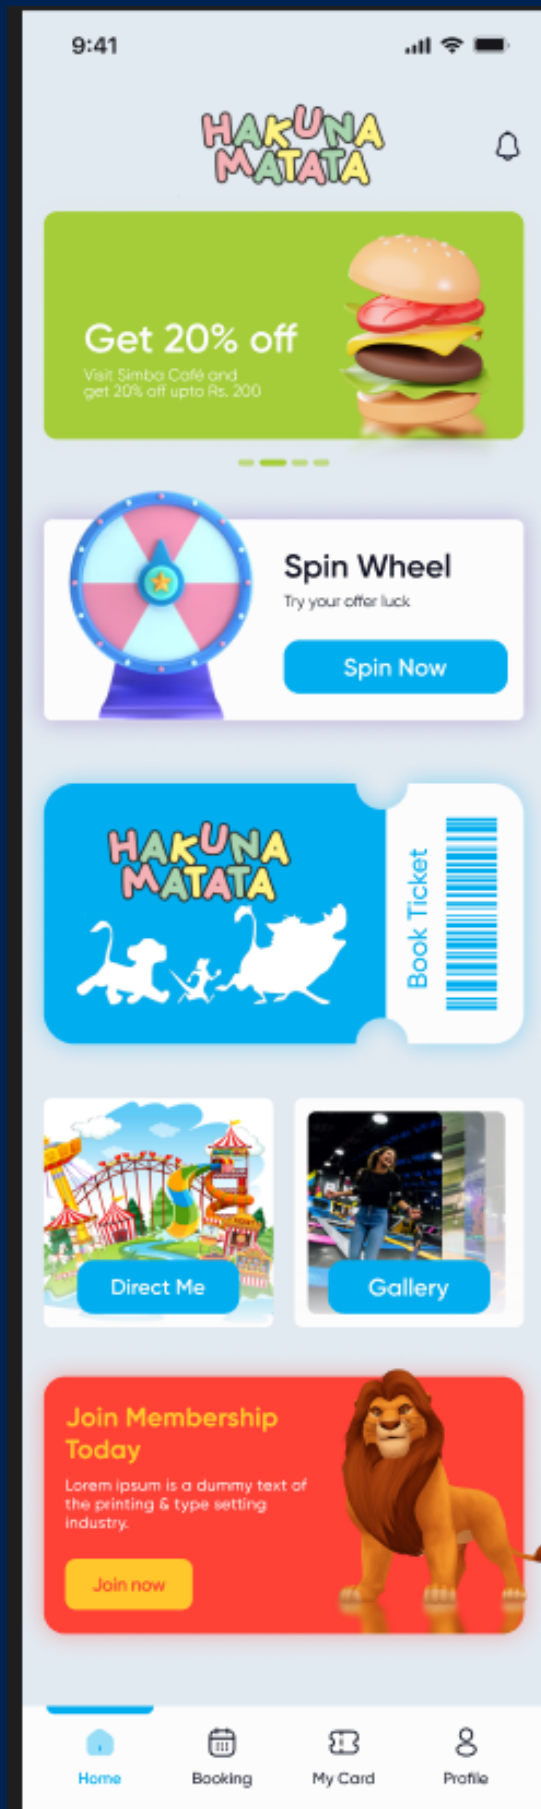 9:41
HAKUNA
MATATA
Get 20% off
Visit Simba Café and
get 20% off upto Rs. 200
Spin Wheel
Try your offer luck
Spin Now
HAKUNA
MATATA
Book Ticket
Direct Me
Gallery
Join Membership
Today
Lorem ipsum is a dummy text of
the printing & type setting
industry.
Join now
Home
Booking
My Card
Profile